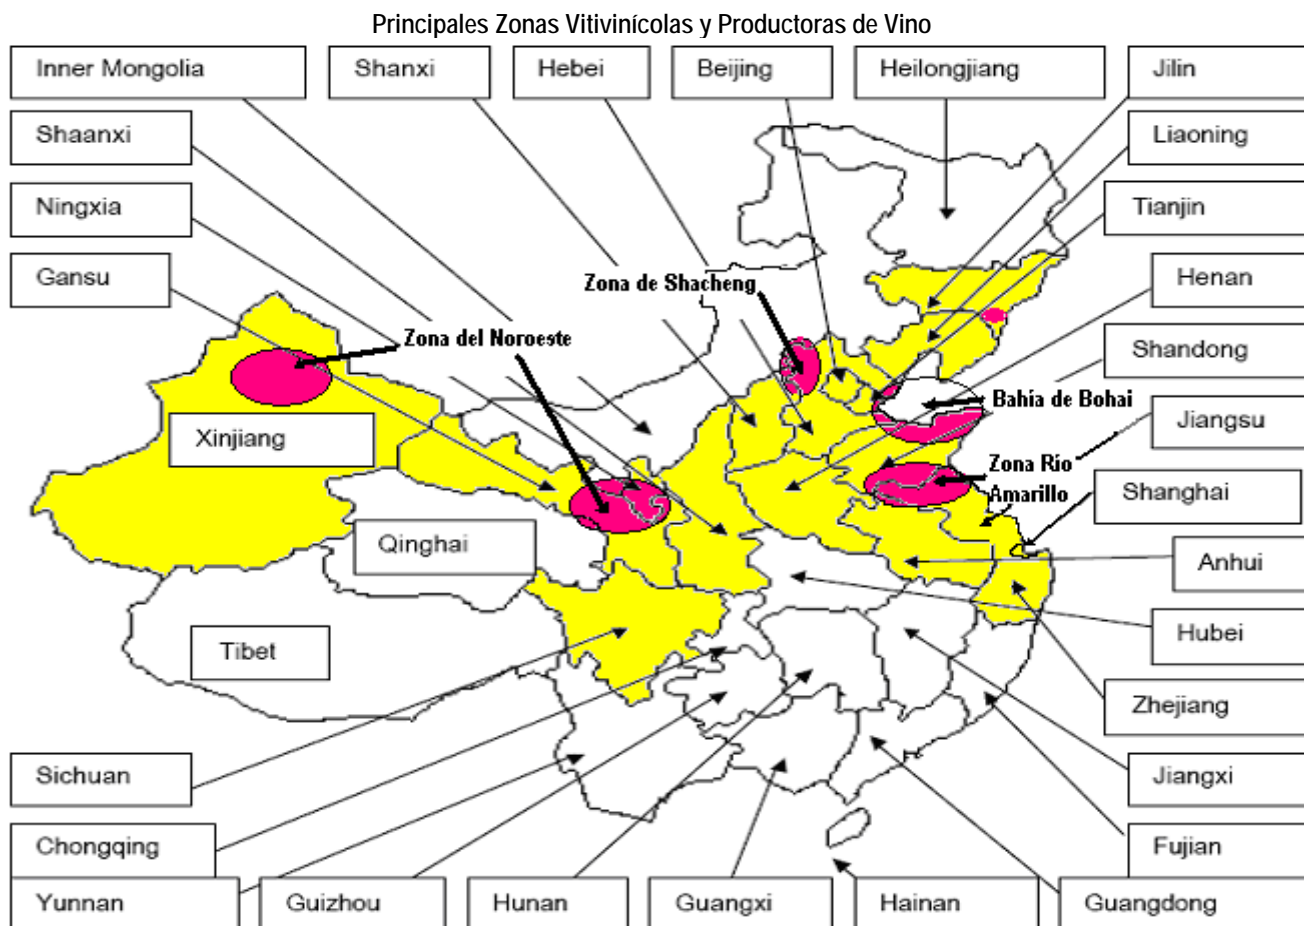 Principales Zonas Vitivinícolas y Productoras de Vino
Inner Mongolia
Shanxi
Hebei
Beijing
Heilongjiang
Jilin
Shaanxi
Liaoning
Ningxia
Tianjin
Gansu
Zona de Shacheng
Henan
Zona del Noroeste
Shandong
Bahía de Bohai
Xinjiang
Jiangsu
Zona Río
Amarillo
Shanghai
Qinghai
Anhui
Tibet
Hubei
Zhejiang
Sichuan
Jiangxi
Chongqing
Fujian
Yunnan
Guizhou
Hunan
Guangxi
Hainan
Guangdong